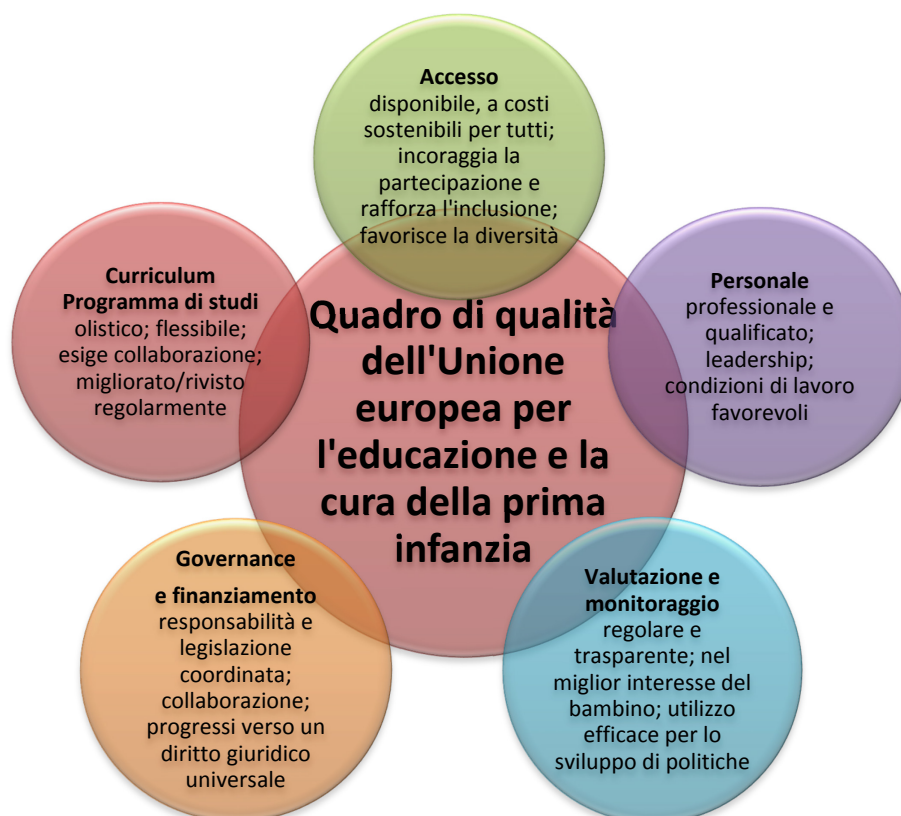 Accesso
disponibile, a costi
sostenibili per tutti;
incoraggia la
partecipazione e
rafforza l'inclusione;
favorisce la diversità
Curriculum
Programma di studi
olistico; flessibile;
esige collaborazione;
migliorato/rivisto
regolarmente
Quadro di qualità
dell'Unione
europea per
l'educazione e la
cura della prima
infanzia
Personale
professionale e
qualificato;
leadership;
condizioni di lavoro
favorevoli
Governance
e finanziamento
responsabilità e
legislazione
coordinata;
collaborazione;
progressi verso un
diritto giuridico
universale
Valutazione e
monitoraggio
regolare e
trasparente; nel
miglior interesse del
bambino; utilizzo
efficace per lo
sviluppo di politiche